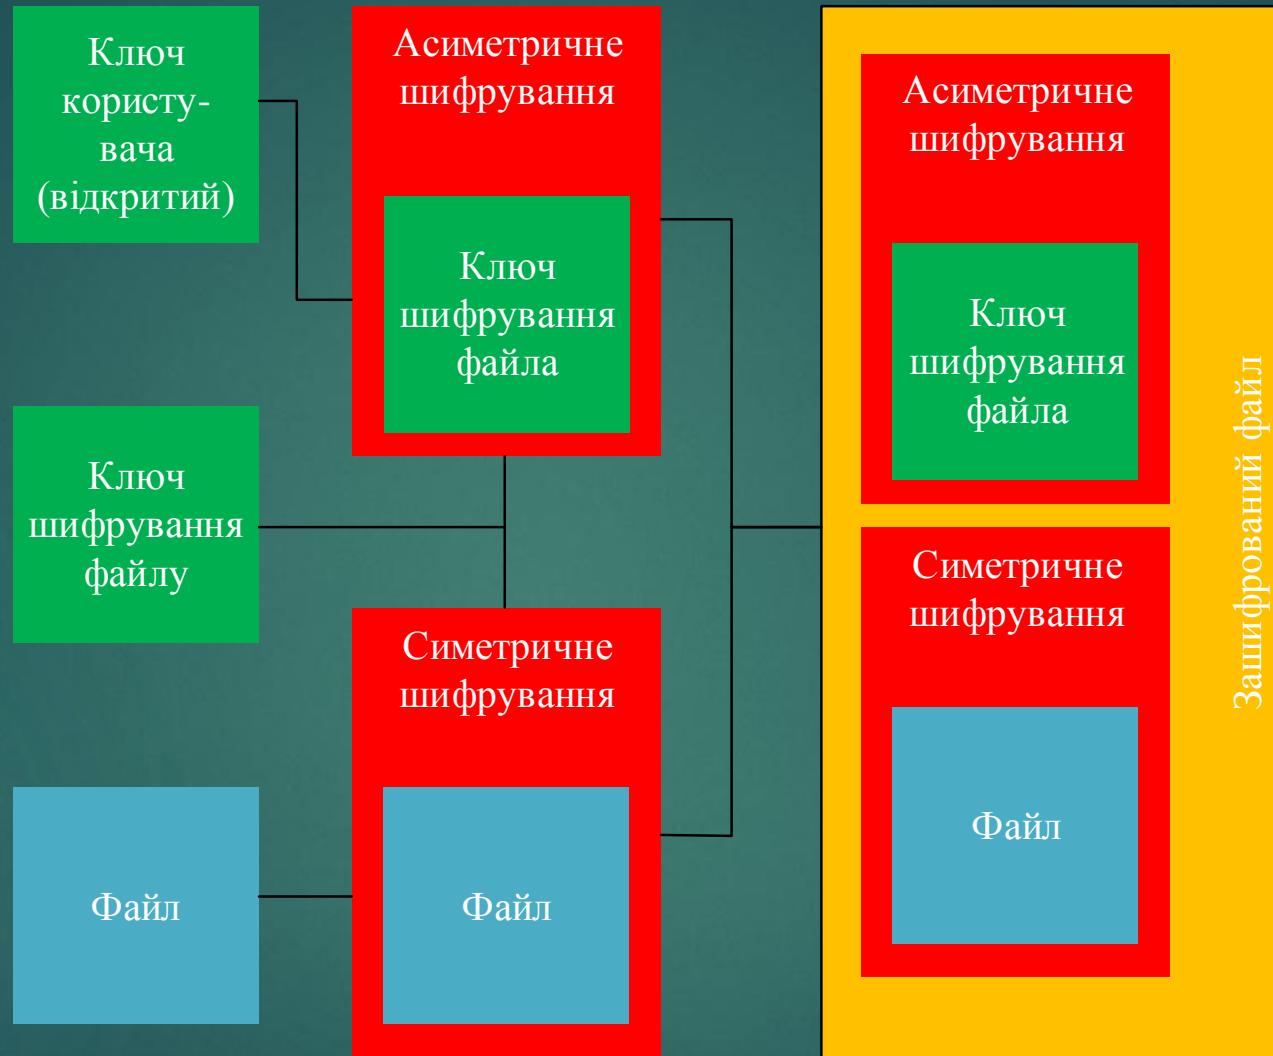 Ключ
користу-
вача
(відкритий)
Асиметричне
шифрування
Ключ
шифрування
файла
Ключ
шифрування
файлу
Симетричне
шифрування
Файл
Файл
Асиметричне
шифрування
Ключ
шифрування
файла
Симетричне
шифрування
Файл
Зашифрований файл